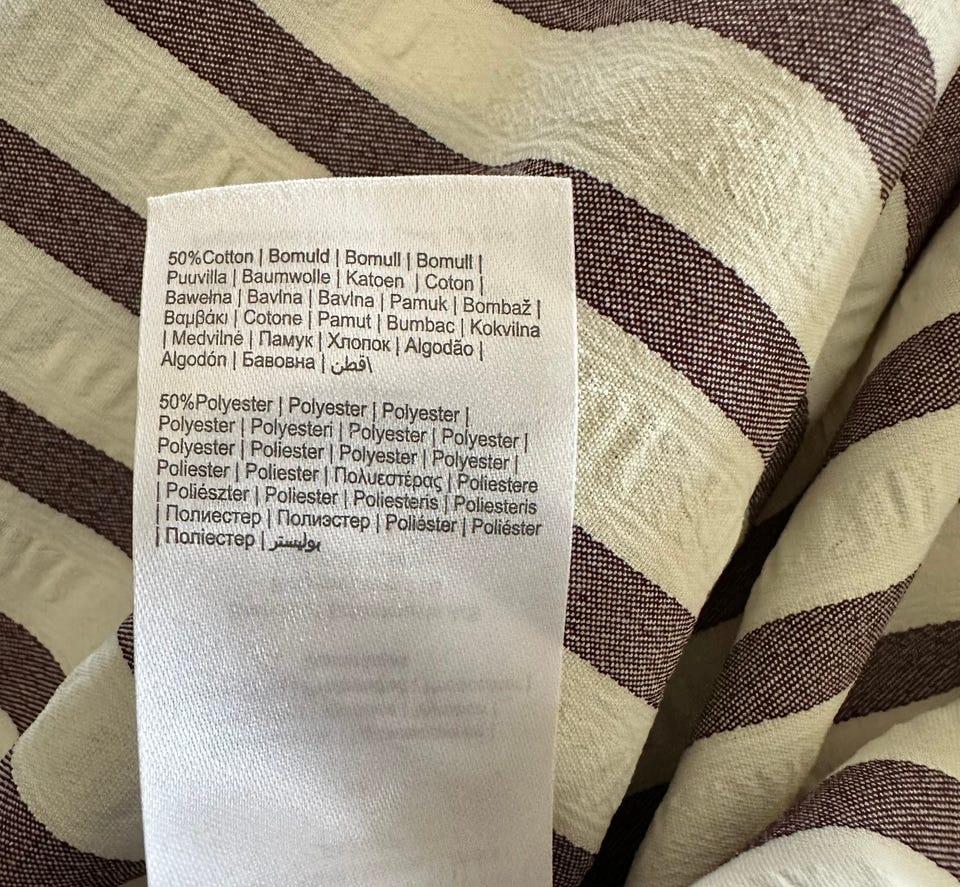 50%Cotton | Bomuld | Bomull | Bomull |
Puuvilla | Baumwolle | Katoen | Coton |
Bawełna | Bavlna | Bavlna | Pamuk | Bombaž |
Βαμβάκι | Cotone | Pamut | Bumbac | Kokvilna
| Medvilnė | Памук | Хлопок | Algodão |
Algodón | Бавовна | قطن\
50%Polyester | Polyester | Polyester |
Polyester | Polyesteri | Polyester | Polyester |
Polyester | Poliester | Polyester | Polyester |
Poliester | Poliester | Πολυεστέρας | Poliestere
| Poliészter | Poliester | Poliesteris | Poliesteris
| Полиестер | Полиэстер | Poliéster | Poliéster
| Поліестер | بوليستر